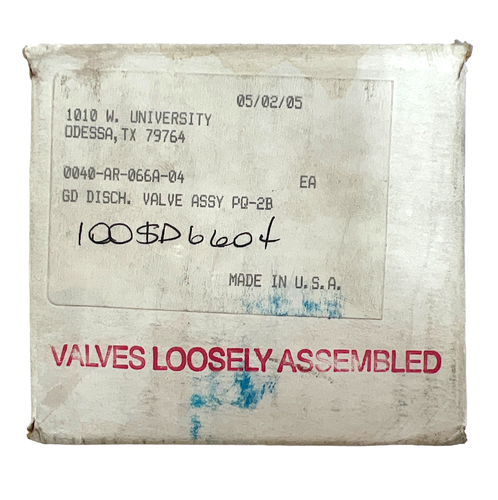 05/02/05
1010 W. UNIVERSITY
ODESSA,TX 79764
0040-AR-066A-04 EA
GD DISCH. VALVE ASSY PQ-2B
100SD6604
MADE IN U.S.A.
VALVES LOOSELY ASSEMBLED